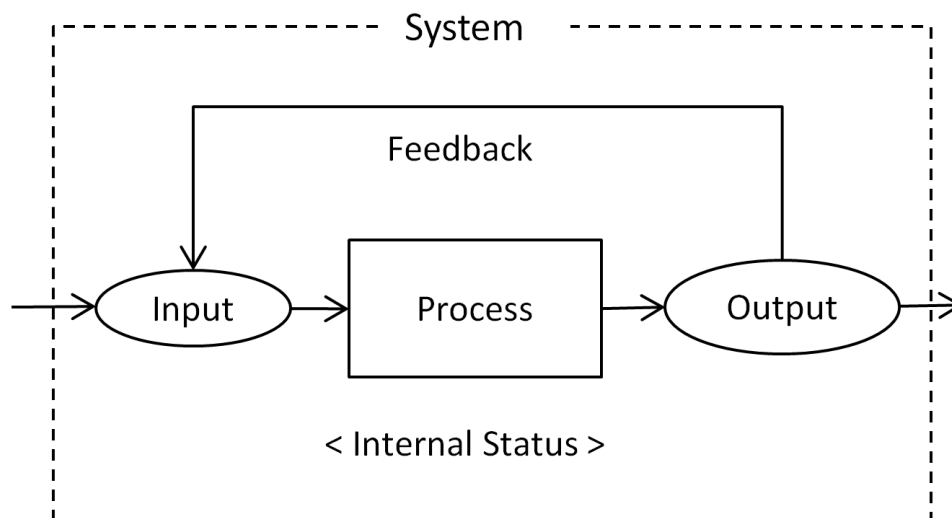 System
Feedback
Input
Process
Output
< Internal Status >